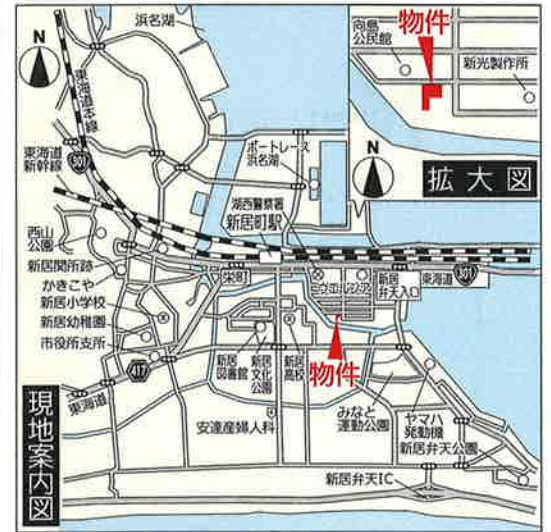 浜名湖
東海道本線
301
東海道
新幹線
西山
公園
新居関所跡
かきこや
新居小学校
新居幼稚園
市役所支所
417
東海道
現地案内図
ボートレース
浜名湖
湖西警察署
新居町駅
栄町
ウエルシア
新居
弁天入口
東海道
301
新居
図書館
新居
文化
公園
新居
高校
物件
安達産婦人科
みなと
運動公園
ヤマハ
発動機
新居弁天公園
新居弁天IC
向島
公民館
物件
新光製作所
拡大図
N
N